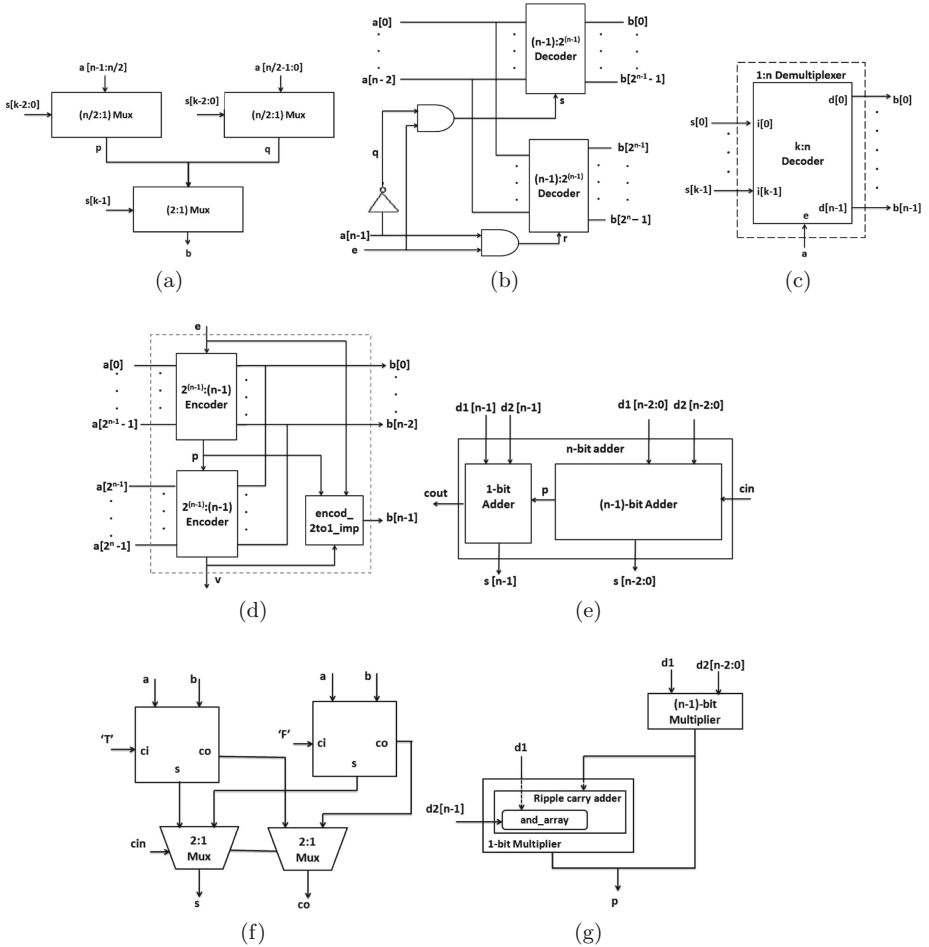 a [n-1:n/2]
a [n/2-1:0]
s[k-2:0]
(n/2:1) Mux
s[k-2:0]
(n/2:1) Mux
p
q
s[k-1]
(2:1) Mux
b
(a)
a[0]
a[n-2]
(n-1):2^(n-1)
Decoder
b[0]
b[2^n-1 - 1]
s
q
(n-1):2^(n-1)
Decoder
b[2^n-1]
b[2^n - 1]
a[n-1]
e
r
(b)
1:n Demultiplexer
d[0]
b[0]
s[0]
i[0]
k:n
Decoder
s[k-1]
i[k-1]
d[n-1]
b[n-1]
e
a
(c)
e
a[0]
2^(n-1):(n-1)
Encoder
b[0]
a[2^n-1 - 1]
b[n-2]
p
a[2^n-1]
2^(n-1):(n-1)
Encoder
encod_
2to1_imp
b[n-1]
a[2^n -1]
v
(d)
d1 [n-1]
d2 [n-1]
d1 [n-2:0]
d2 [n-2:0]
n-bit adder
cout
1-bit
Adder
p
(n-1)-bit Adder
cin
s [n-1]
s [n-2:0]
(e)
a
b
a
b
'T'
ci
co
s
'F'
ci
co
s
cin
2:1
Mux
2:1
Mux
s
co
(f)
d1
d2[n-2:0]
(n-1)-bit
Multiplier
d1
Ripple carry adder
d2[n-1]
and_array
1-bit Multiplier
p
(g)